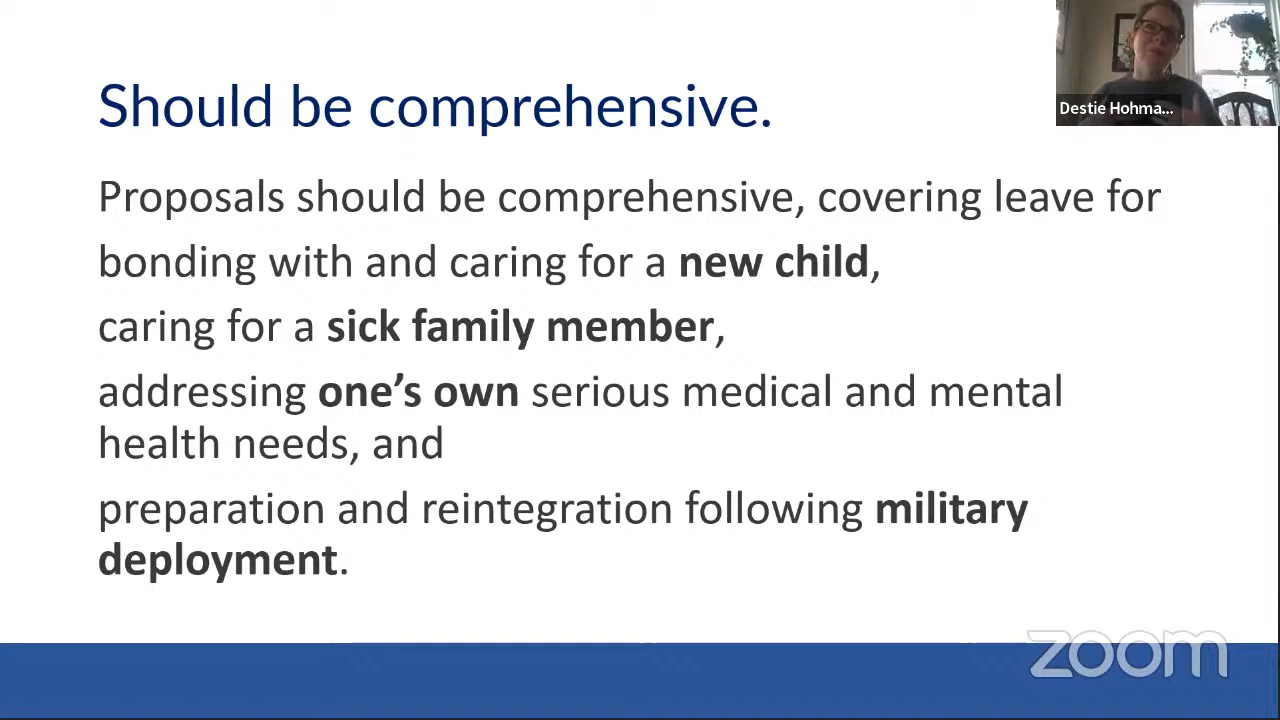 Should be comprehensive.
Destie Hohma...
Proposals should be comprehensive, covering leave for
bonding with and caring for a new child,
caring for a sick family member,
addressing one’s own serious medical and mental
health needs, and
preparation and reintegration following military
deployment.
zoom